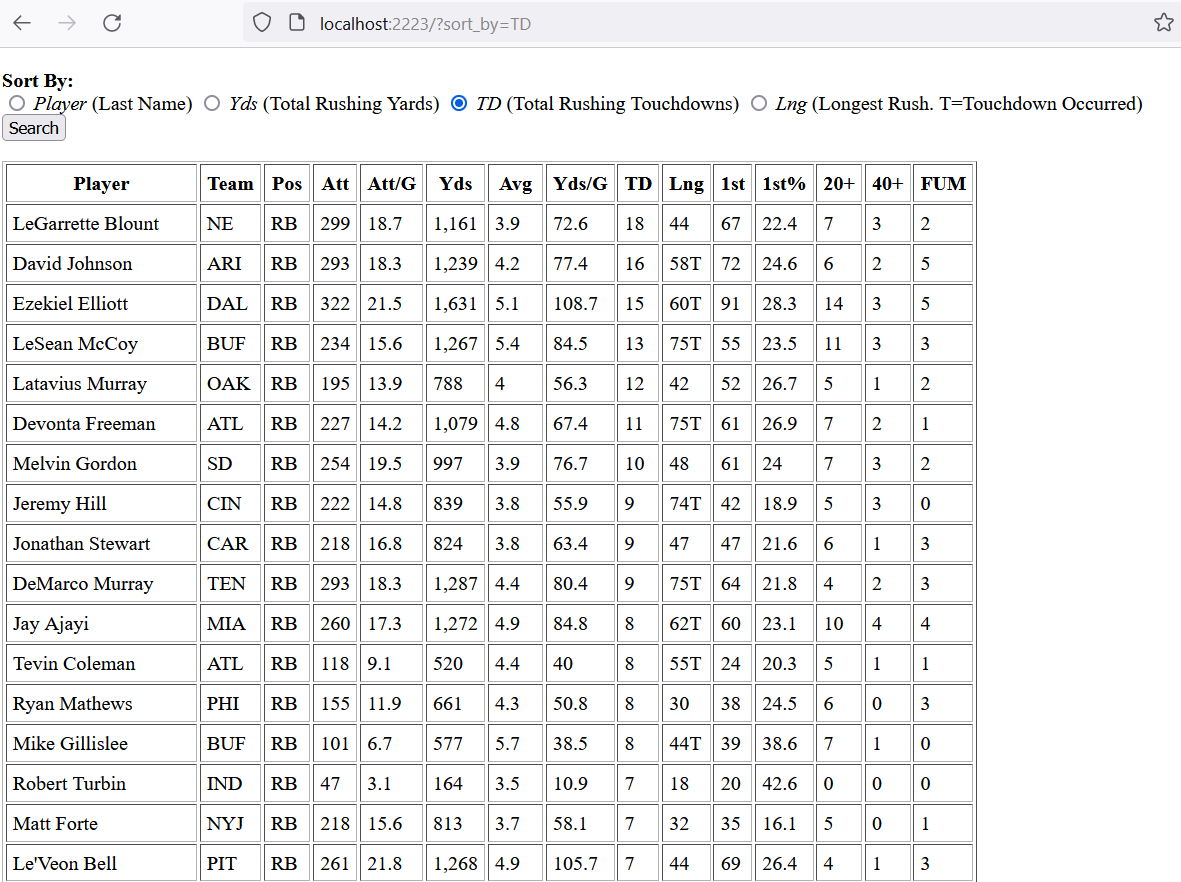 localhost:2223/?sort_by=TD
Sort By:
Player (Last Name) Yds (Total Rushing Yards) TD (Total Rushing Touchdowns) Lng (Longest Rush. T=Touchdown Occurred)
Search
Player Team Pos Att Att/G Yds Avg Yds/G TD Lng 1st 1st% 20+ 40+ FUM
LeGarrette Blount NE RB 299 18.7 1,161 3.9 72.6 18 44 67 22.4 7 3 2
David Johnson ARI RB 293 18.3 1,239 4.2 77.4 16 58T 72 24.6 6 2 5
Ezekiel Elliott DAL RB 322 21.5 1,631 5.1 108.7 15 60T 91 28.3 14 3 5
LeSean McCoy BUF RB 234 15.6 1,267 5.4 84.5 13 75T 55 23.5 11 3 3
Latavius Murray OAK RB 195 13.9 788 4 56.3 12 42 52 26.7 5 1 2
Devonta Freeman ATL RB 227 14.2 1,079 4.8 67.4 11 75T 61 26.9 7 2 1
Melvin Gordon SD RB 254 19.5 997 3.9 76.7 10 48 61 24 7 3 2
Jeremy Hill CIN RB 222 14.8 839 3.8 55.9 9 74T 42 18.9 5 3 0
Jonathan Stewart CAR RB 218 16.8 824 3.8 63.4 9 47 47 21.6 6 1 3
DeMarco Murray TEN RB 293 18.3 1,287 4.4 80.4 9 75T 64 21.8 4 2 3
Jay Ajayi MIA RB 260 17.3 1,272 4.9 84.8 8 62T 60 23.1 10 4 4
Tevin Coleman ATL RB 118 9.1 520 4.4 40 8 55T 24 20.3 5 1 1
Ryan Mathews PHI RB 155 11.9 661 4.3 50.8 8 30 38 24.5 6 0 3
Mike Gillislee BUF RB 101 6.7 577 5.7 38.5 8 44T 39 38.6 7 1 0
Robert Turbin IND RB 47 3.1 164 3.5 10.9 7 18 20 42.6 0 0 0
Matt Forte NYJ RB 218 15.6 813 3.7 58.1 7 32 35 16.1 5 0 1
Le'Veon Bell PIT RB 261 21.8 1,268 4.9 105.7 7 44 69 26.4 4 1 3